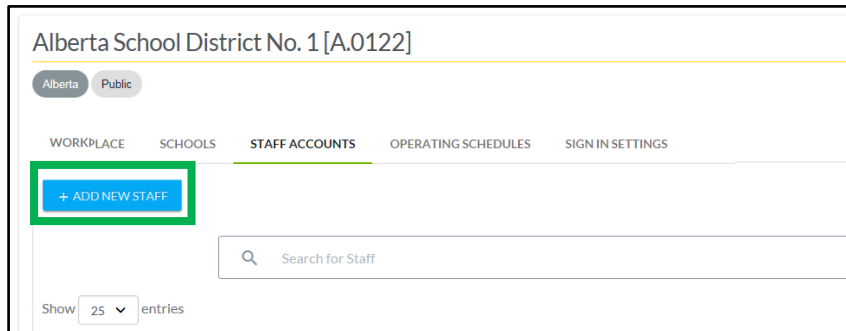 Alberta School District No. 1 [A.0122]
Alberta Public
WORKPLACE SCHOOLS STAFF ACCOUNTS OPERATING SCHEDULES SIGN IN SETTINGS
+ ADD NEW STAFF
Search for Staff
Show 25 entries